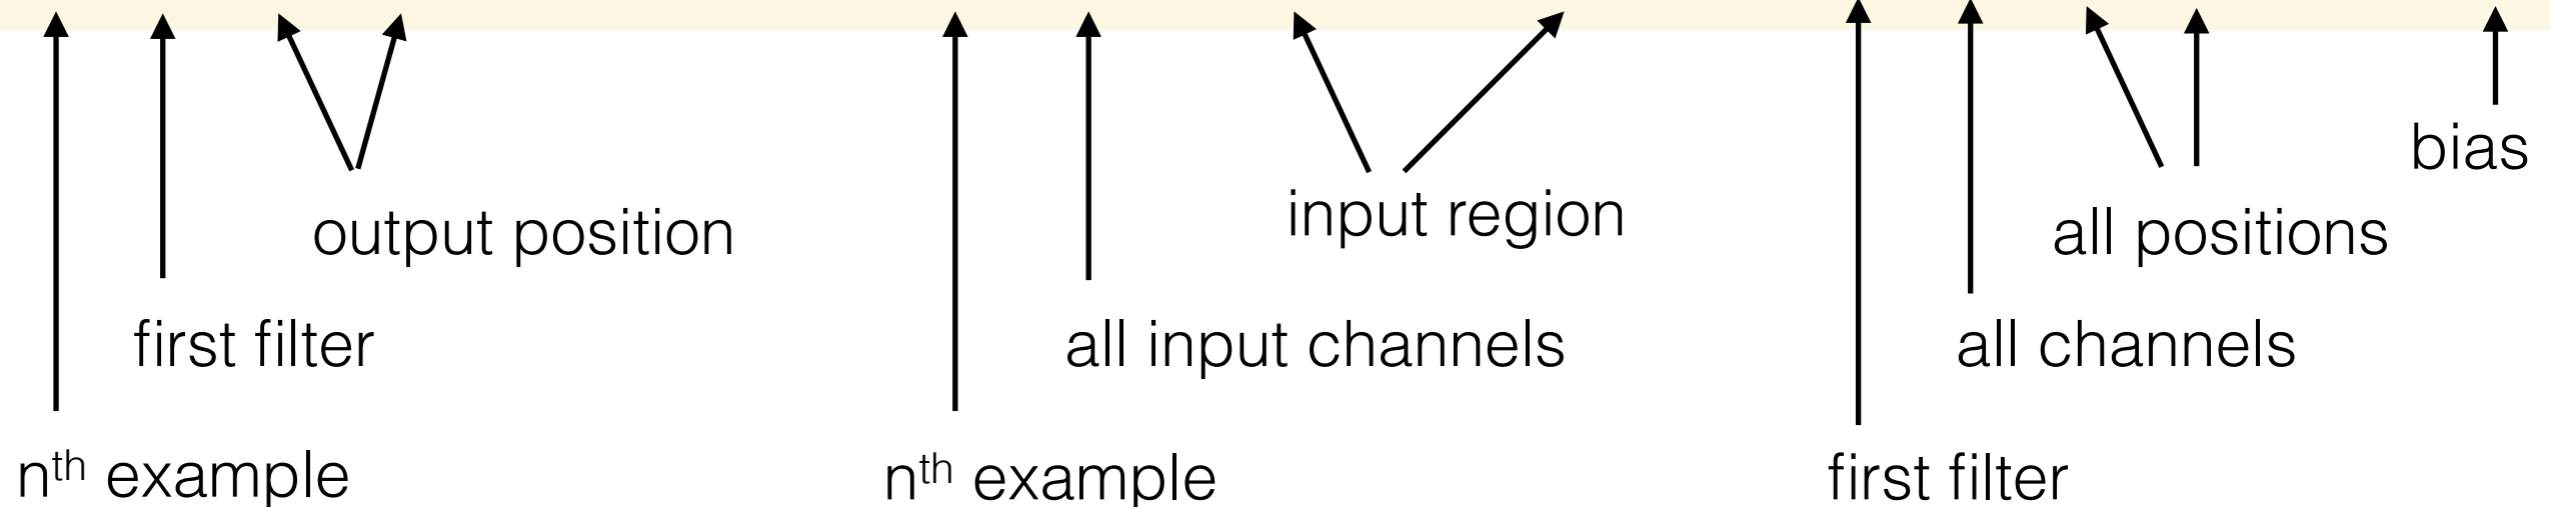 bias
output position
input region
all positions
first filter
all input channels
all channels
nth example
nth example
first filter